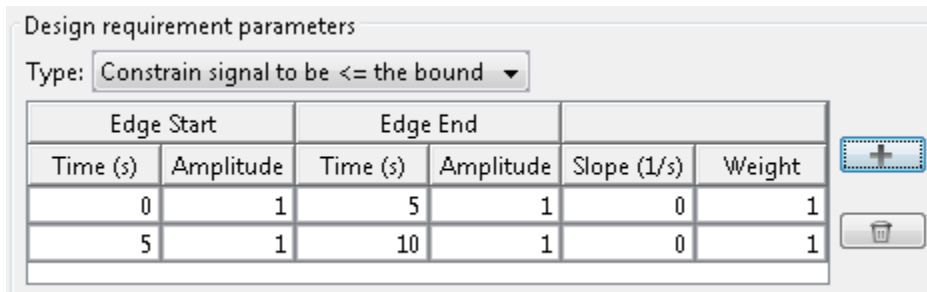 Design requirement parameters
Type: Constrain signal to be <= the bound
Edge Start Edge End
Time (s) Amplitude Time (s) Amplitude Slope (1/s) Weight
0 1 5 1 0 1
5 1 10 1 0 1